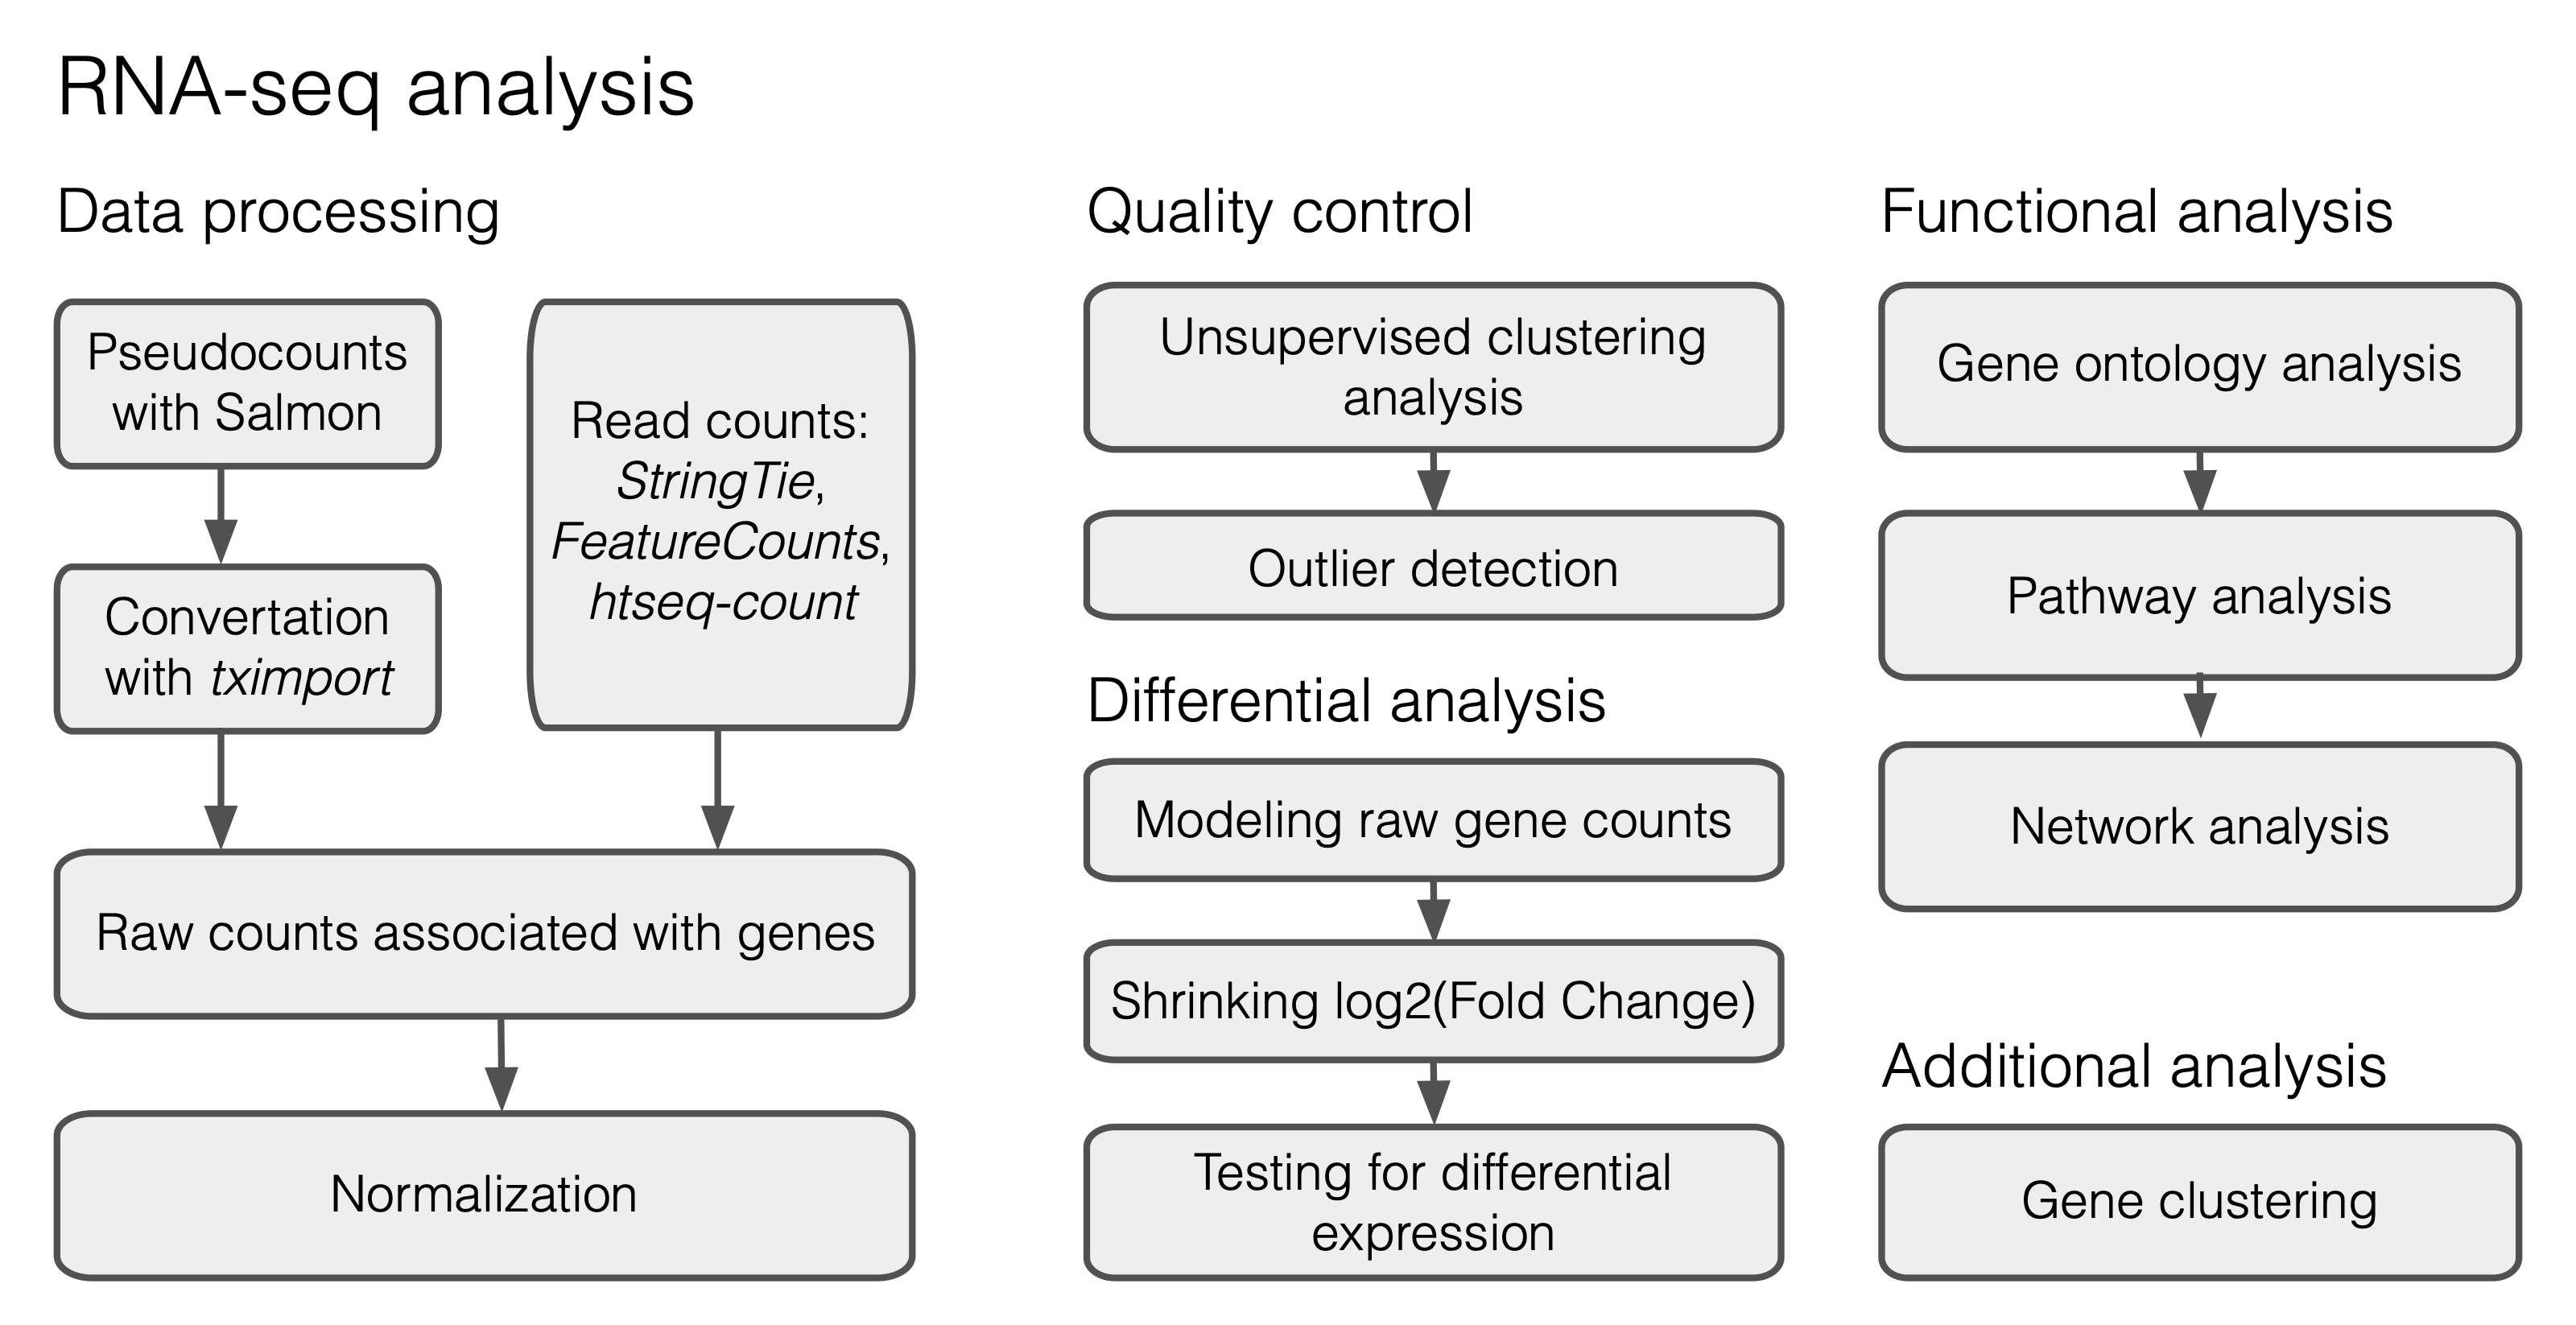 RNA-seq analysis
Data processing
Pseudocounts
with Salmon
Convertation
with tximport
Read counts:
StringTie,
FeatureCounts,
htseq-count
Raw counts associated with genes
Normalization
Quality control
Unsupervised clustering
analysis
Outlier detection
Differential analysis
Modeling raw gene counts
Shrinking log2(Fold Change)
Testing for differential
expression
Functional analysis
Gene ontology analysis
Pathway analysis
Network analysis
Additional analysis
Gene clustering